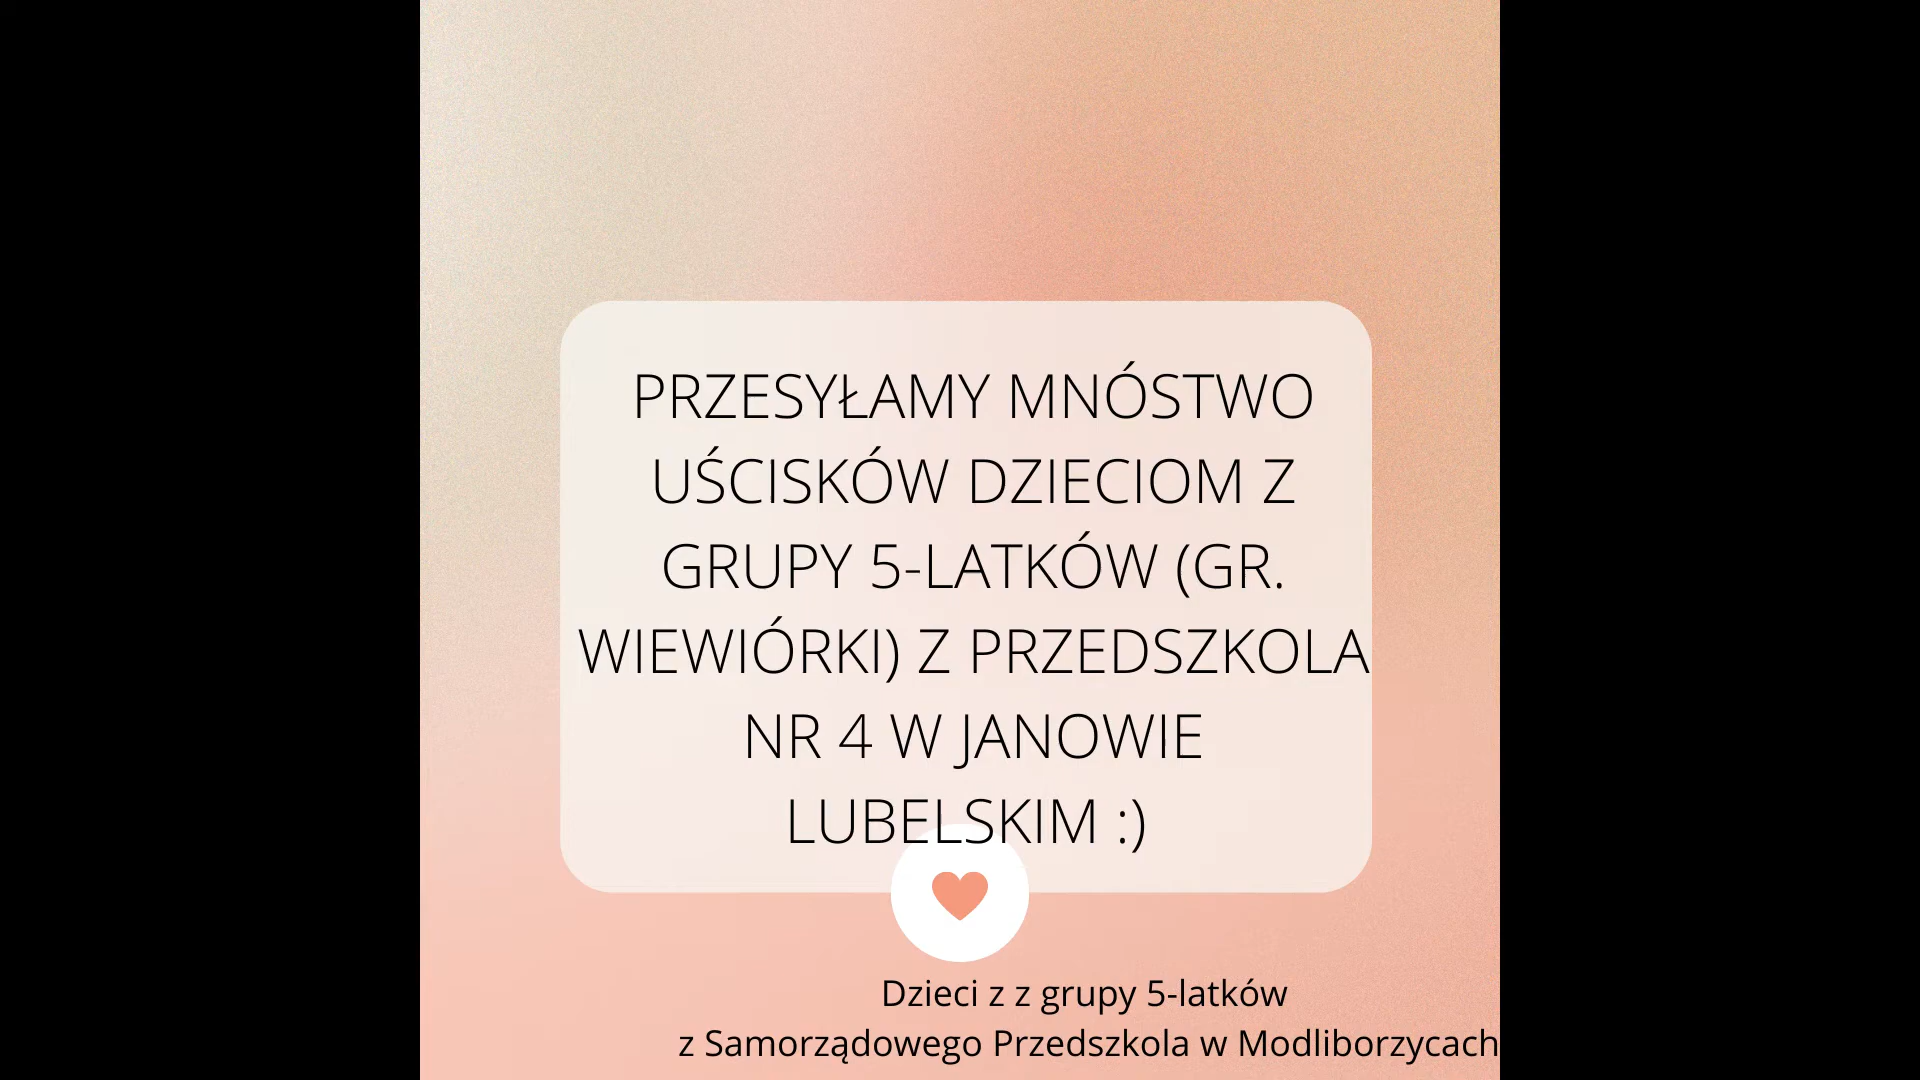 PRZESYŁAMY MNÓSTWO
UŚCISKÓW DZIECIOM Z
GRUPY 5-LATKÓW (GR.
WIEWIÓRKI) Z PRZEDSZKOLA
NR 4 W JANOWIE
LUBELSKIM :)
Dzieci z z grupy 5-latków
z Samorządowego Przedszkola w Modliborzycach